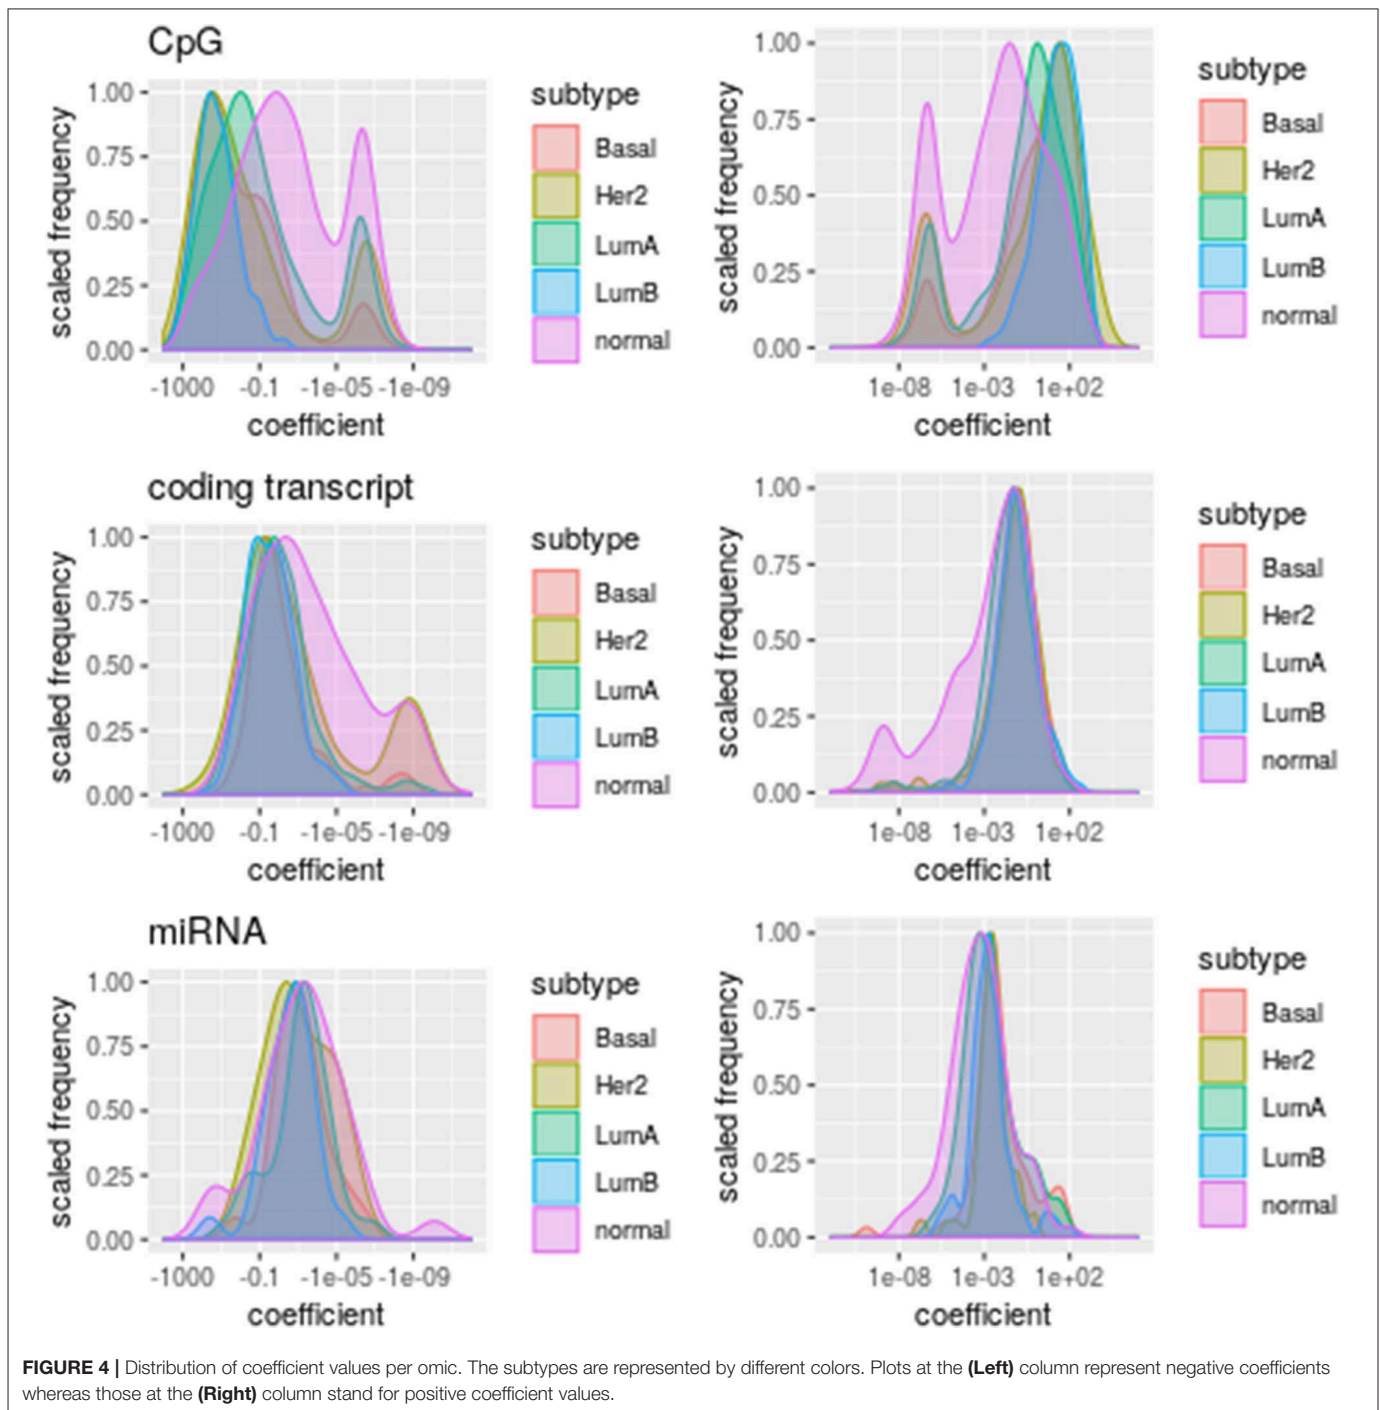 CpG
1.00
0.75
0.50
0.25
0.00
scaled frequency
-1000 -0.1 -1e-05 -1e-09
coefficient
subtype
Basal
Her2
LumA
LumB
normal
1.00
0.75
0.50
0.25
0.00
scaled frequency
1e-08 1e-03 1e+02
coefficient
subtype
Basal
Her2
LumA
LumB
normal
coding transcript
1.00
0.75
0.50
0.25
0.00
scaled frequency
-1000 -0.1 -1e-05 -1e-09
coefficient
subtype
Basal
Her2
LumA
LumB
normal
1.00
0.75
0.50
0.25
0.00
scaled frequency
1e-08 1e-03 1e+02
coefficient
subtype
Basal
Her2
LumA
LumB
normal
miRNA
1.00
0.75
0.50
0.25
0.00
scaled frequency
-1000 -0.1 -1e-05 -1e-09
coefficient
subtype
Basal
Her2
LumA
LumB
normal
1.00
0.75
0.50
0.25
0.00
scaled frequency
1e-08 1e-03 1e+02
coefficient
subtype
Basal
Her2
LumA
LumB
normal
FIGURE 4 | Distribution of coefficient values per omic. The subtypes are represented by different colors. Plots at the (Left) column represent negative coefficients
whereas those at the (Right) column stand for positive coefficient values.